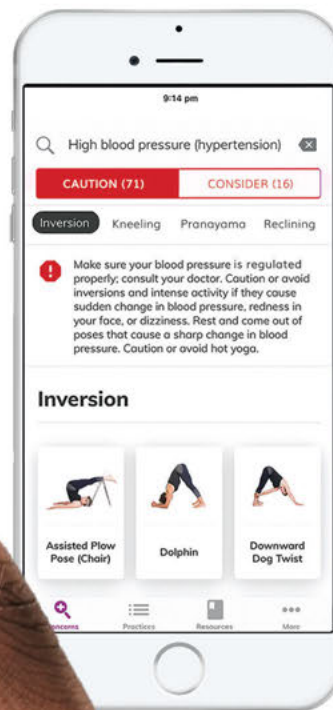 9:14 pm
High blood pressure (hypertension)
CAUTION (71) CONSIDER (16)
Inversion Kneeling Pranayama Reclining
Make sure your blood pressure is regulated
properly; consult your doctor. Caution or avoid
inversions and intense activity if they cause
sudden change in blood pressure, redness in
your face, or dizziness. Rest and come out of
poses that cause a sharp change in blood
pressure. Caution or avoid hot yoga.
Inversion
Assisted Plow
Pose (Chair)
Dolphin
Downward
Dog Twist
Practices Resources More